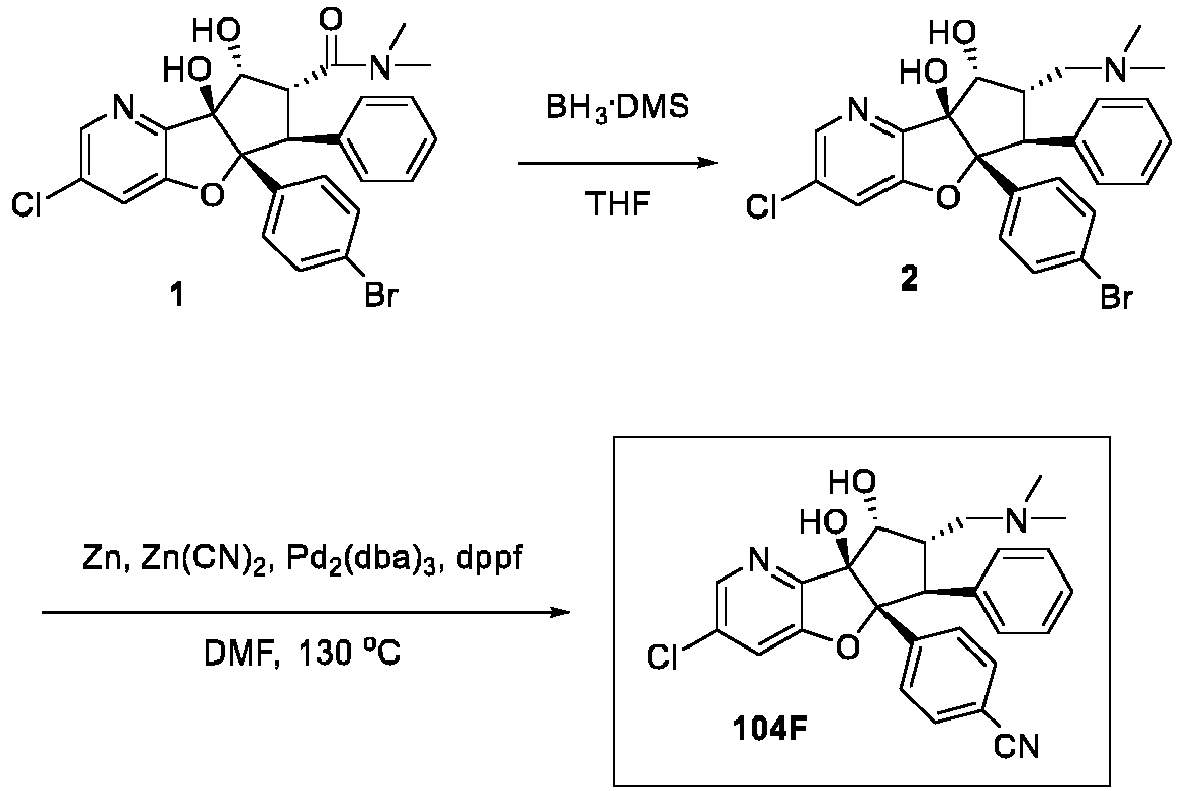 HO
O
HO
N
N
Cl
O
Br
1
BH3·DMS
THF
HO
HO
N
N
Cl
O
Br
2
Zn, Zn(CN)2, Pd2(dba)3, dppf
DMF, 130 ºC
HO
HO
N
N
Cl
O
CN
104F